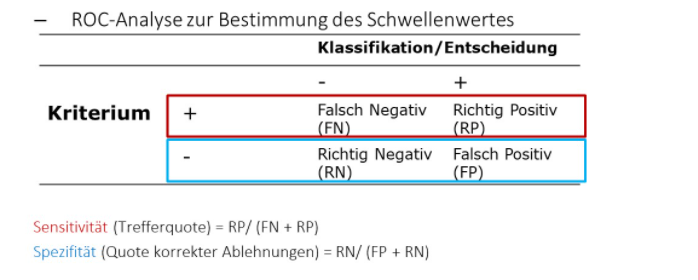 – ROC-Analyse zur Bestimmung des Schwellenwertes
Klassifikation/Entscheidung
- +
Kriterium + Falsch Negativ Richtig Positiv
(FN) (RP)
- Richtig Negativ Falsch Positiv
(RN) (FP)
Sensitivität (Trefferquote) = RP/ (FN + RP)
Spezifität (Quote korrekter Ablehnungen) = RN/ (FP + RN)